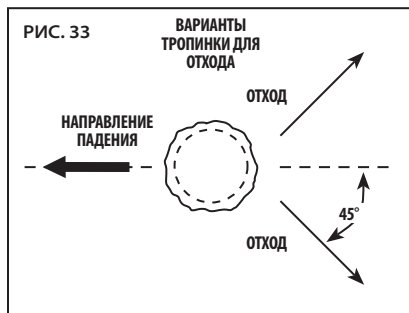 РИС. 33
ВАРИАНТЫ
ТРОПИНКИ ДЛЯ
ОТХОДА
ОТХОД
НАПРАВЛЕНИЕ
ПАДЕНИЯ
45°
ОТХОД